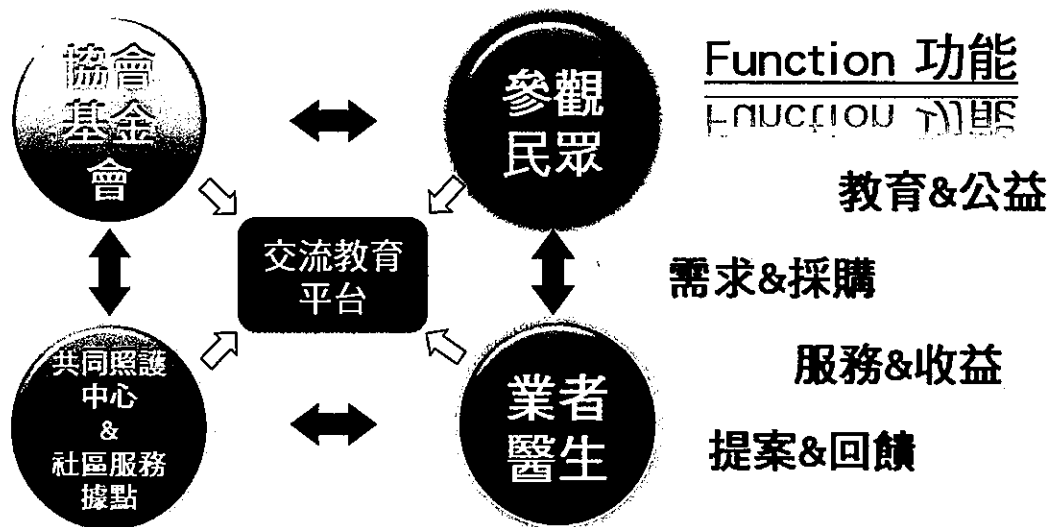 協會
基金
會
參觀
民眾
交流教育
平台
共同照護
中心
&
社區服務
據點
業者
醫生
Function 功能
教育&公益
需求&採購
服務&收益
提案&回饋